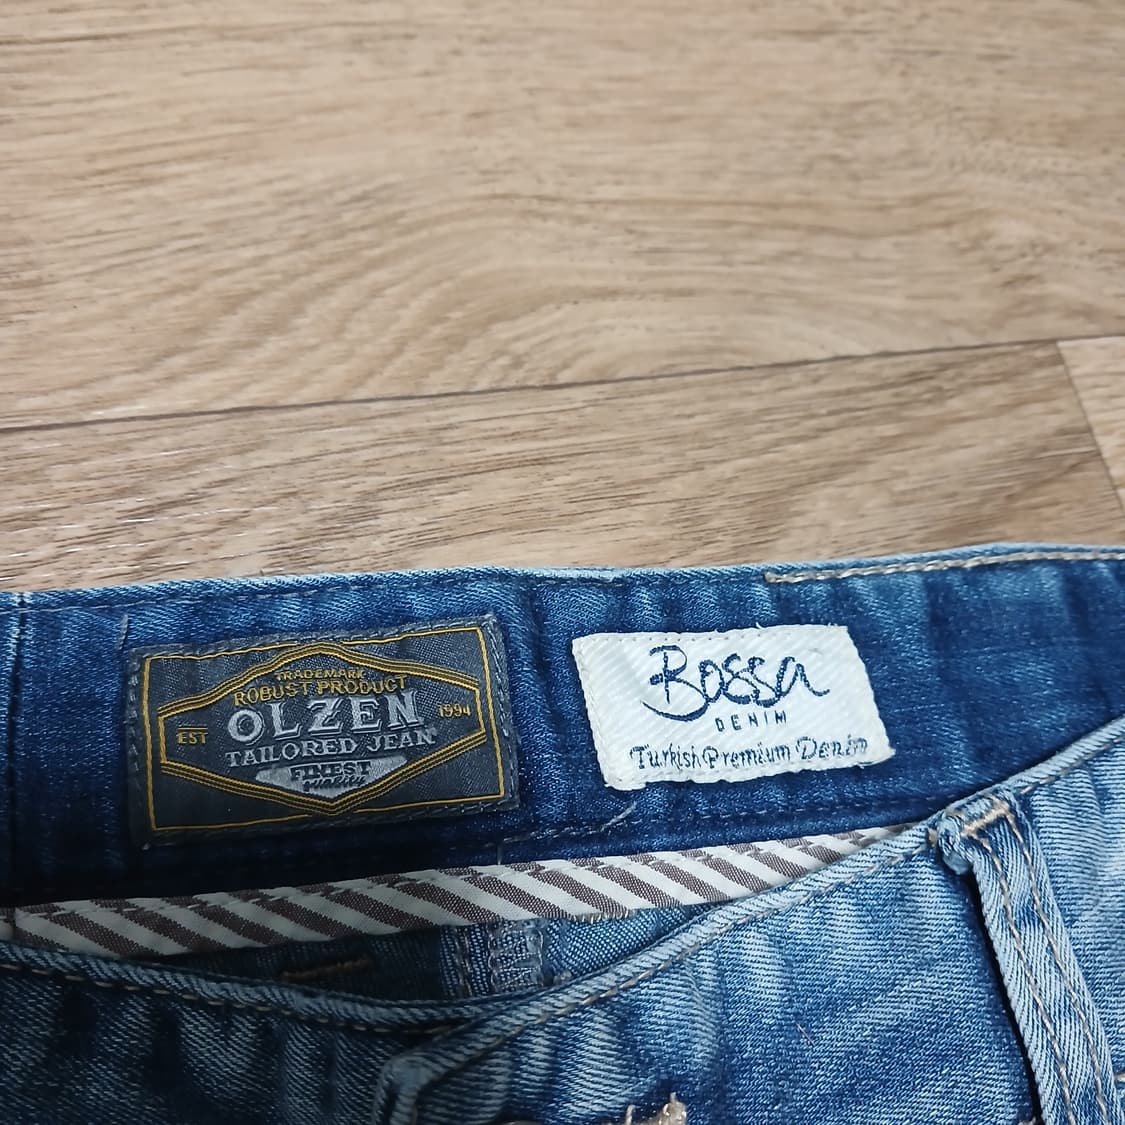 TRADEMARK
ROBUST PRODUCT
EST OLZEN 1994
TAILORED JEAN
FINEST
quality
Bossa
DENIM
Turkish Premium Denim